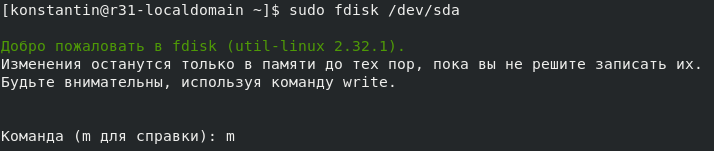 [konstantin@r31-localdomain ~]$ sudo fdisk /dev/sda
Добро пожаловать в fdisk (util-linux 2.32.1).
Изменения останутся только в памяти до тех пор, пока вы не решите записать их.
Будьте внимательны, используя команду write.
Команда (m для справки): m